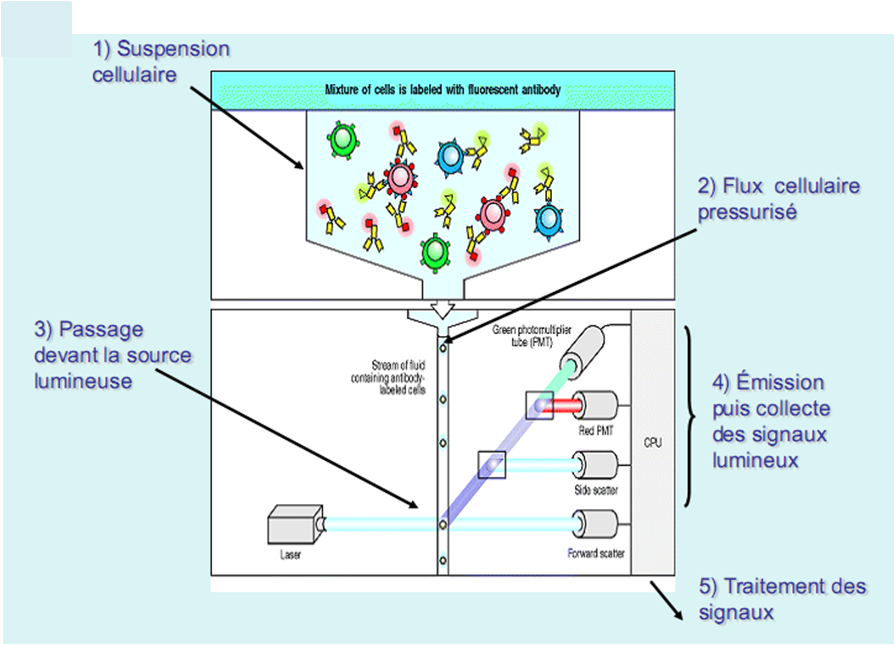 1) Suspension
cellulaire
Mixture of cells is labeled with fluorescent antibody
2) Flux cellulaire
pressurisé
3) Passage
devant la source
lumineuse
Green photomultiplier
tube (PMT)
Stream of fluid
containing antibody-
labeled cells
Red PMT
CPU
4) Émission
puis collecte
des signaux
lumineux
Side scatter
Laser
Forward scatter
5) Traitement des
signaux